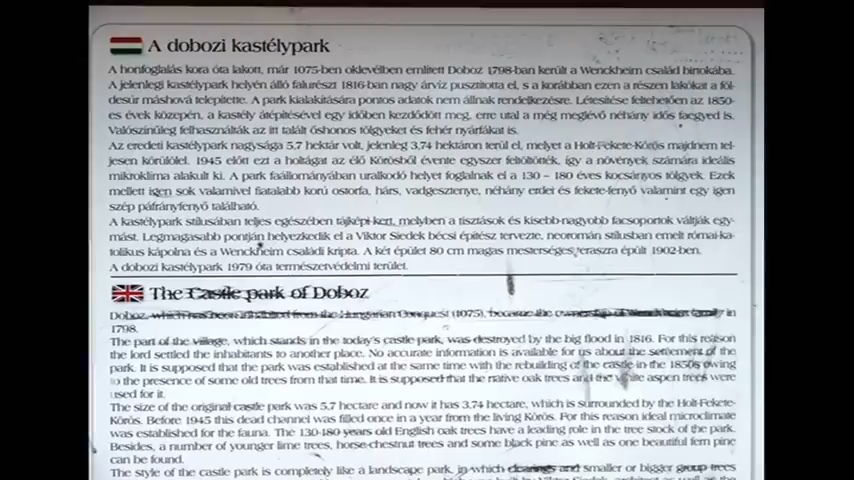 A dobozi kastélypark
A honfoglalás kora óta lakott, már 1075-ben oklevélben említett Doboz 1798-ban került a Wenckheim család birtokába.
A jelenlegi kastélypark helyén álló falurészt 1816-ban nagy árvíz pusztította el, s a korábban ezen a részen lakókat a föl-
desúr máshová telepítette. A park kialakítására pontos adatok nem állnak rendelkezésre. Létesítése feltehetően az 1850-
es évek közepén, a kastély átépítésével egy időben kezdődött meg, erre utal a még meglévő néhány idős faegyed is.
Valószínűleg felhasználták az itt talált őshonos tölgyeket és fehér nyárfákat is.
Az eredeti kastélypark nagysága 5,7 hektár volt, jelenleg 3,74 hektáron terül el, melyet a Holt-Fekete-Körös majdnem tel-
jesen körülölel. 1945 előtt ezt a holtágat az élő Körösből évente egyszer feltöltötték, így a növények számára ideális
mikroklíma alakult ki. A park faállományában uralkodó helyet foglalnak el a 130 – 180 éves kocsányos tölgyek. Ezek
mellett igen sok valamivel fiatalabb korú ostorfa, hárs, vadgesztenye, néhány erdei és fekete-fenyő valamint egy igen
szép páfrányfenyő található.
A kastélypark stílusában teljes egészében tájképi-kert, melyben a tisztások és kisebb-nagyobb facsoportok váltják egy-
mást. Legmagasabb pontján helyezkedik el a Viktor Siedek bécsi építész tervezte, neoromán stílusban emelt római-ka-
tolikus kápolna és a Wenckheim családi kripta. A két épület 80 cm magas mesterséges teraszra épült 1902-ben.
A dobozi kastélypark 1979 óta természetvédelmi terület.
The Castle park of Doboz
Doboz, which has been inhabited from the Hungarian Conquest (1075), became the ownership of Wenckheim family in
1798.
The part of the village, which stands in the today's castle park, was destroyed by the big flood in 1816. For this reason
the lord settled the inhabitants to another place. No accurate information is available for us about the settlement of the
park. It is supposed that the park was established at the same time with the rebuilding of the castle in the 1850s owing
to the presence of some old trees from that time. It is supposed that the native oak trees and the white aspen trees were
used for it.
The size of the original castle park was 5,7 hectare and now it has 3,74 hectare, which is surrounded by the Holt-Fekete-
Körös. Before 1945 this dead channel was filled once in a year from the living Körös. For this reason ideal microclimate
was established for the fauna. The 130-180 years old English oak trees have a leading role in the tree stock of the park.
Besides, a number of younger lime trees, horse-chestnut trees and some black pine as well as one beautiful fern pine
can be found.
The style of the castle park is completely like a landscape park, in which clearings and smaller or bigger group trees